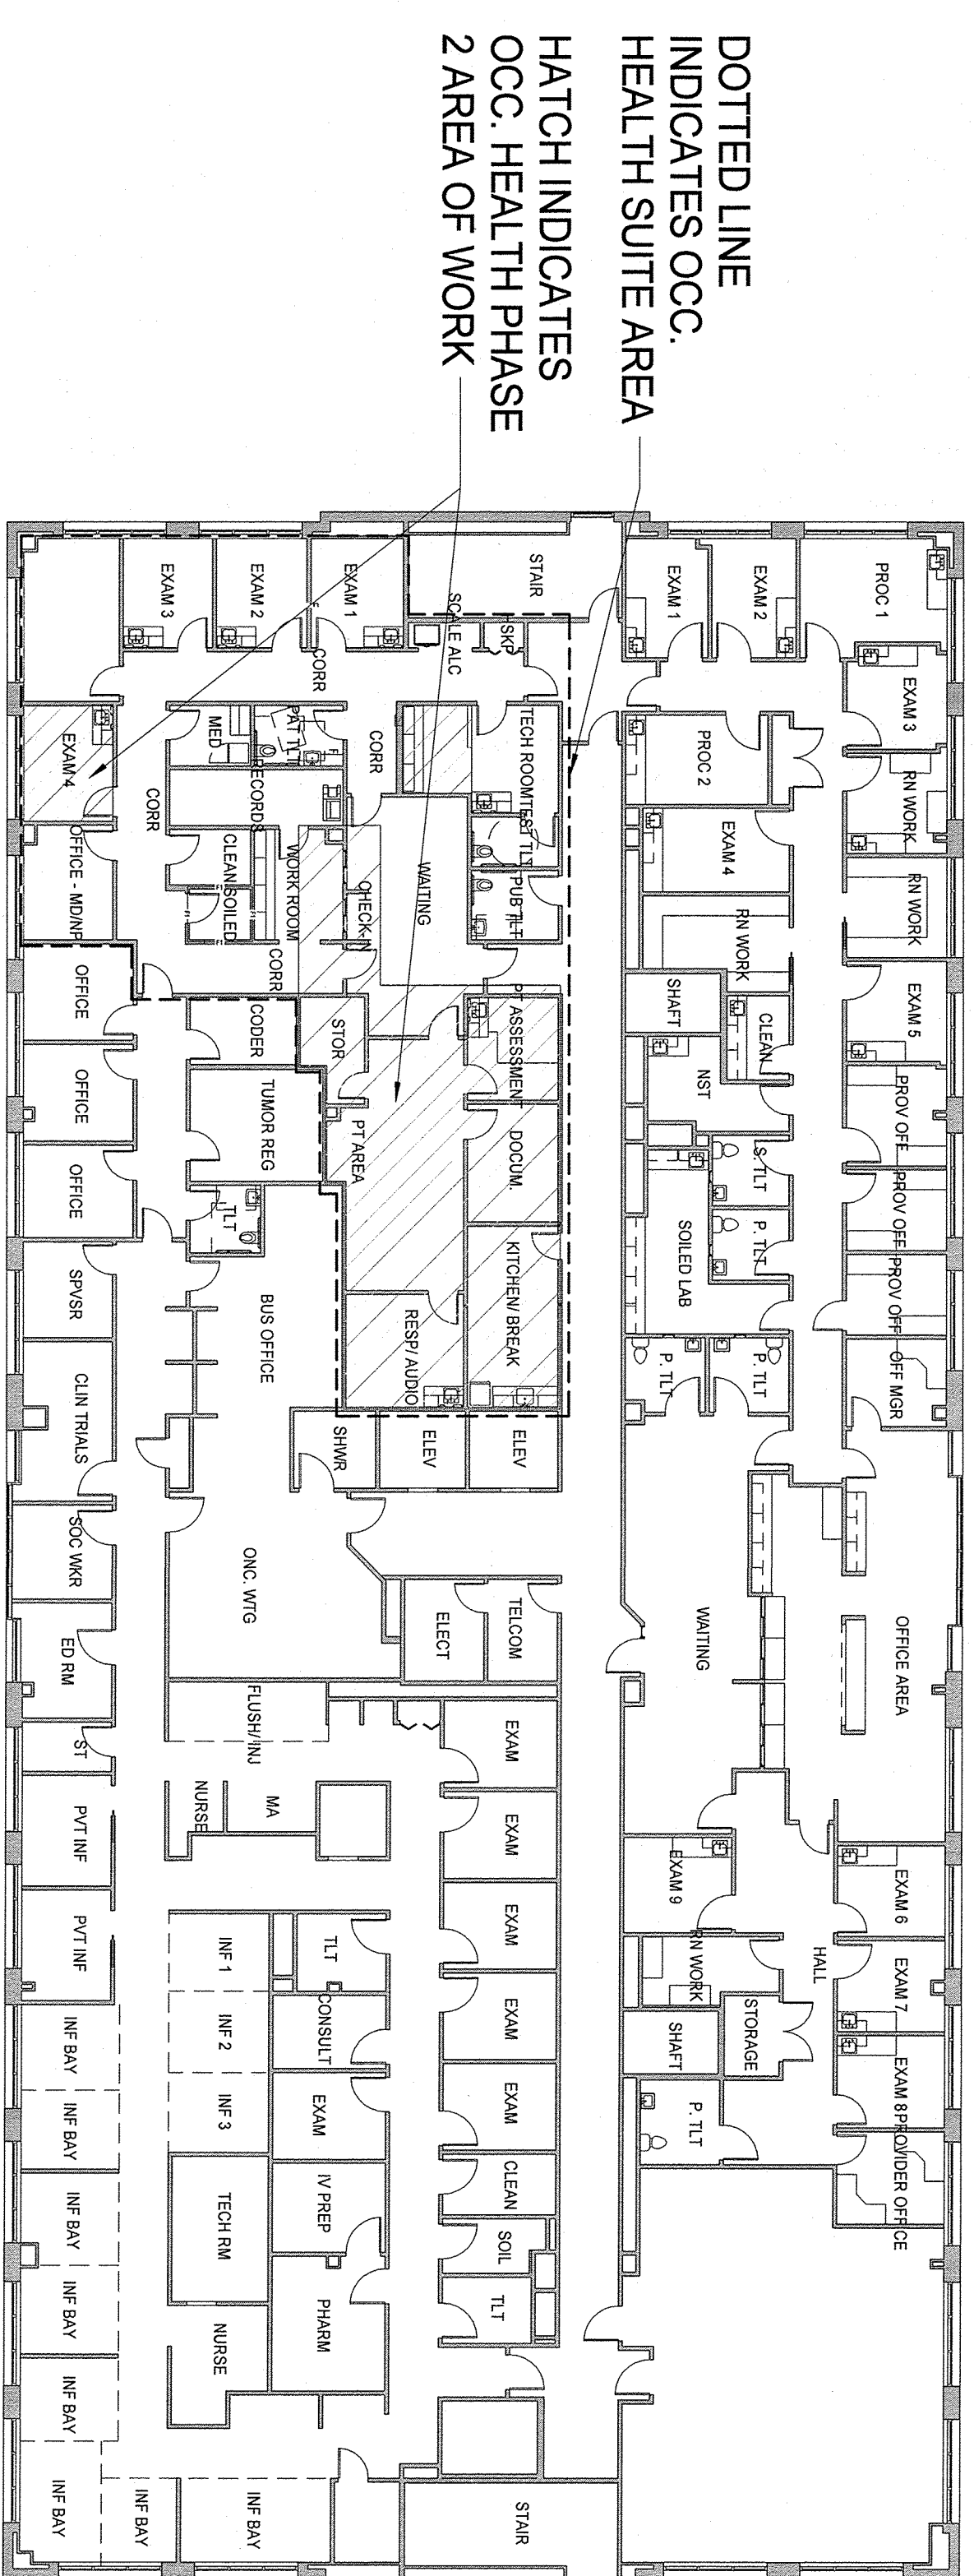 DOTTED LINE
INDICATES OCC.
HEALTH SUITE AREA
HATCH INDICATES
OCC. HEALTH PHASE
2 AREA OF WORK
PROC 1
EXAM 3
RN WORK
RN WORK
EXAM 5
PROV OFF
PROV OFF
PROV OFF
OFF MGR
OFFICE AREA
EXAM 6
EXAM 7
EXAM 8
PROVIDER OFFICE
EXAM 2
EXAM 1
PROC 2
EXAM 4
RN WORK
SHAFT
CLEAN
NST
S. TLT
P. TLT
SOILED LAB
P. TLT
P. TLT
WAITING
EXAM 9
RN WORK
HALL
STORAGE
SHAFT
P. TLT
STAIR
HSKP
SCALE ALC
TECH ROOM
TEST TLT
PUB TLT
PT ASSESSMENT
DOCUM.
KITCHEN/ BREAK
ELEV
ELEV
TELCOM
ELECT
EXAM
EXAM
EXAM
EXAM
EXAM
CLEAN
SOIL
TLT
STAIR
EXAM 1
EXAM 2
EXAM 3
CORR
CORR
WAITING
CHECK-IN
STOR
PT AREA
RESP/ AUDIO
SHWR
PAT TLT
MED
RECORDS
WORK ROOM
CLEAN
SOILED
CORR
CORR
CODER
TUMOR REG
TLT
BUS OFFICE
ONC. WTG
FLUSH/ INJ
MA
NURSE
TLT
CONSULT
EXAM
IV PREP
PHARM
INF 1
INF 2
INF 3
TECH RM
NURSE
EXAM 4
OFFICE - MD/NP
OFFICE
OFFICE
OFFICE
SPVSR
CLIN TRIALS
SOC WKR
ED RM
ST
PVT INF
PVT INF
INF BAY
INF BAY
INF BAY
INF BAY
INF BAY
INF BAY
INF BAY
INF BAY